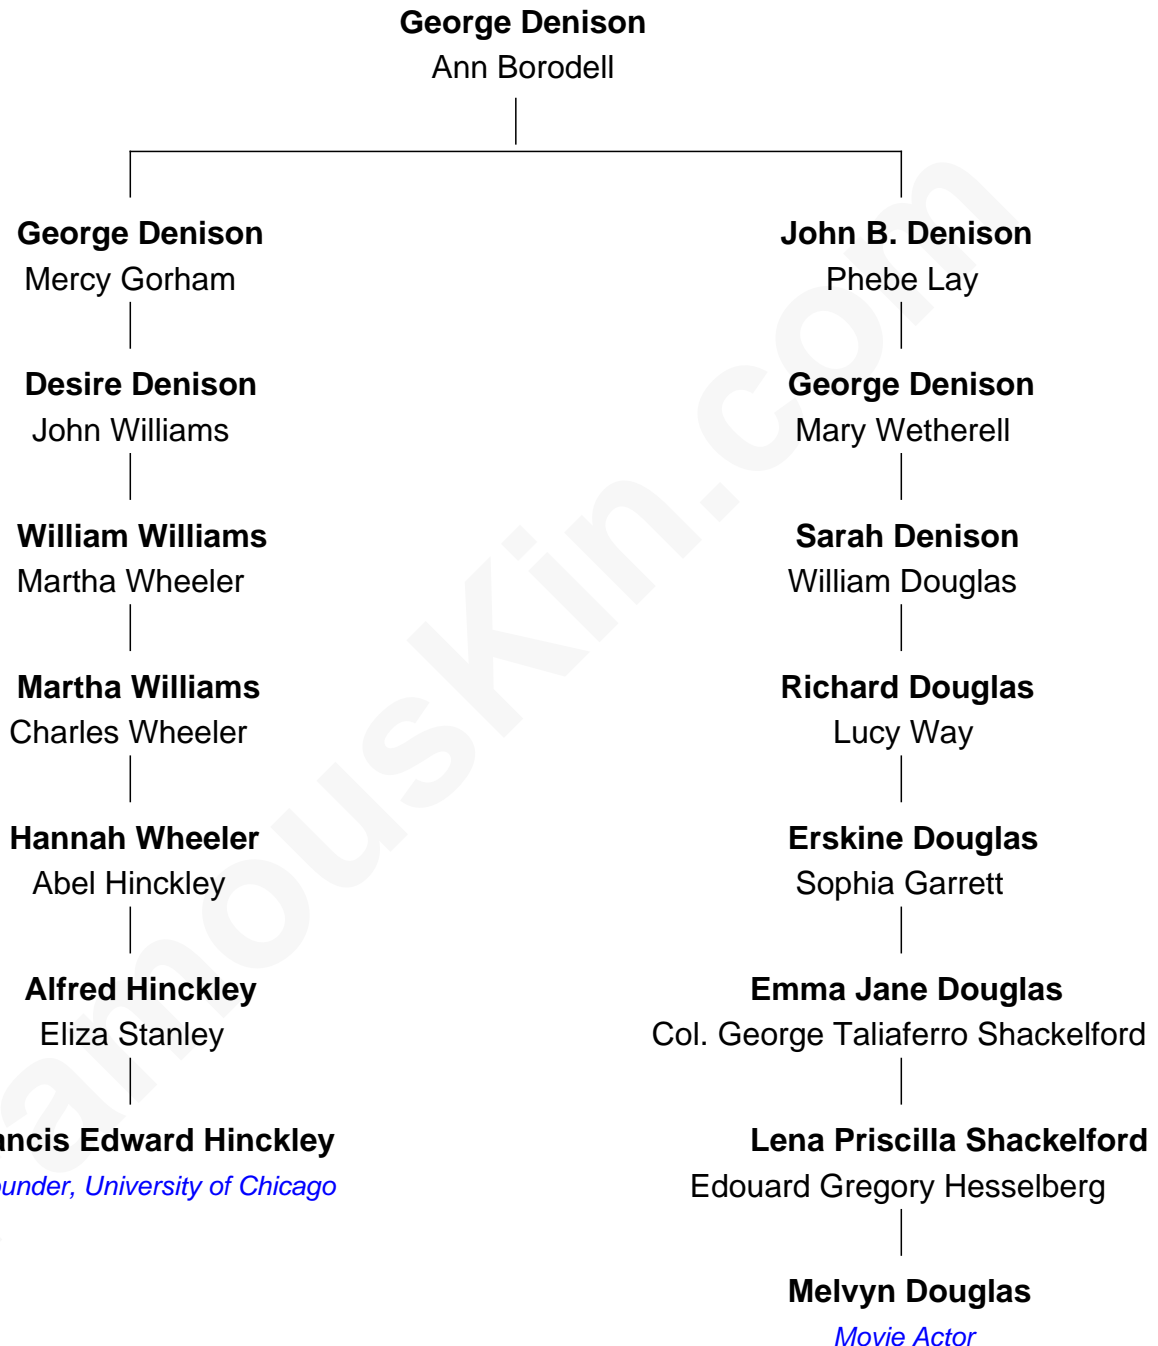 George Denison
Ann Borodell
George Denison
Mercy Gorham
John B. Denison
Phebe Lay
Desire Denison
John Williams
George Denison
Mary Wetherell
William Williams
Martha Wheeler
Sarah Denison
William Douglas
Martha Williams
Charles Wheeler
Richard Douglas
Lucy Way
Hannah Wheeler
Abel Hinckley
Erskine Douglas
Sophia Garrett
Alfred Hinckley
Eliza Stanley
Emma Jane Douglas
Col. George Taliaferro Shackelford
ancis Edward Hinckley
ounder, University of Chicago
Lena Priscilla Shackelford
Edouard Gregory Hesselberg
Melvyn Douglas
Movie Actor
amousKin.com